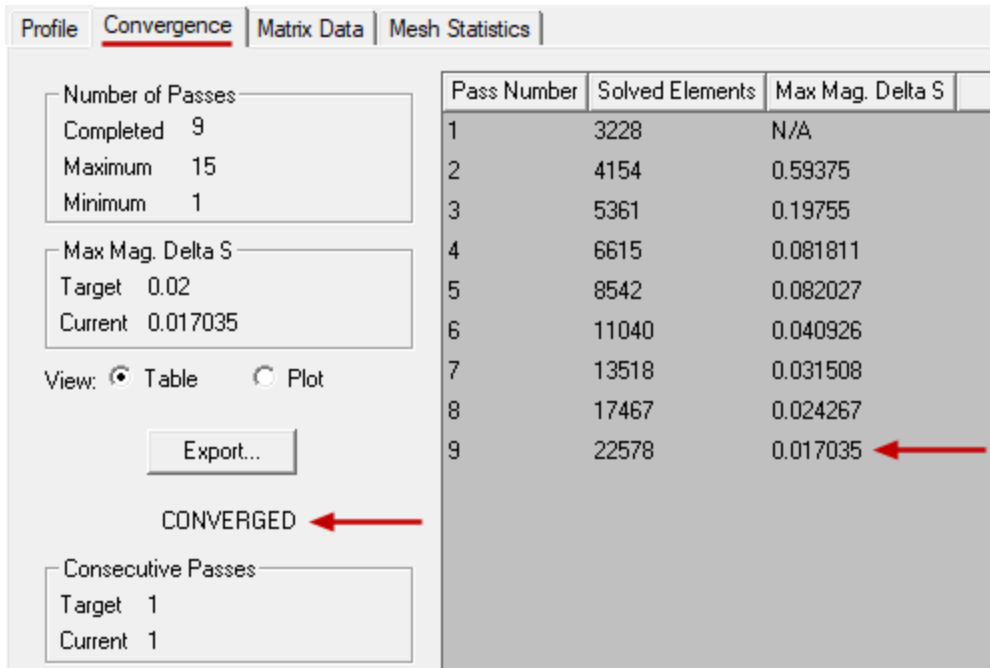 Profile Convergence Matrix Data Mesh Statistics
Number of Passes
Completed 9
Maximum 15
Minimum 1
Max Mag. Delta S
Target 0.02
Current 0.017035
View: Table Plot
Export...
CONVERGED
Consecutive Passes
Target 1
Current 1
Pass Number Solved Elements Max Mag. Delta S
1 3228 N/A
2 4154 0.59375
3 5361 0.19755
4 6615 0.081811
5 8542 0.082027
6 11040 0.040926
7 13518 0.031508
8 17467 0.024267
9 22578 0.017035